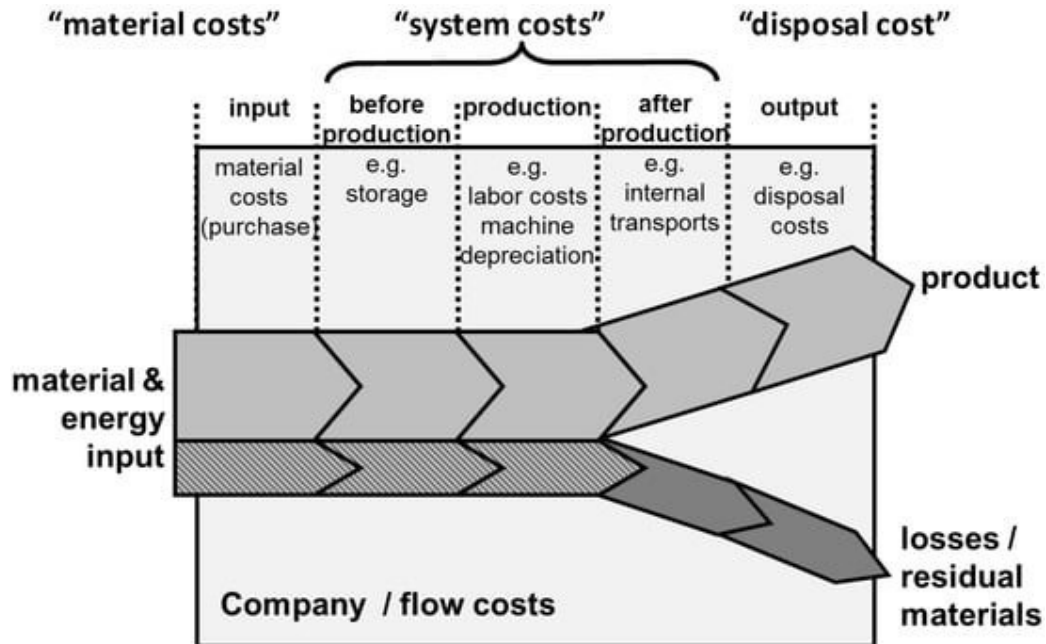 “material costs”
“system costs”
“disposal cost”
input
before
production
production
after
production
output
material
costs
(purchase)
e.g.
storage
e.g.
labor costs
machine
depreciation
e.g.
internal
transports
e.g.
disposal
costs
product
material &
energy
input
losses /
residual
materials
Company / flow costs